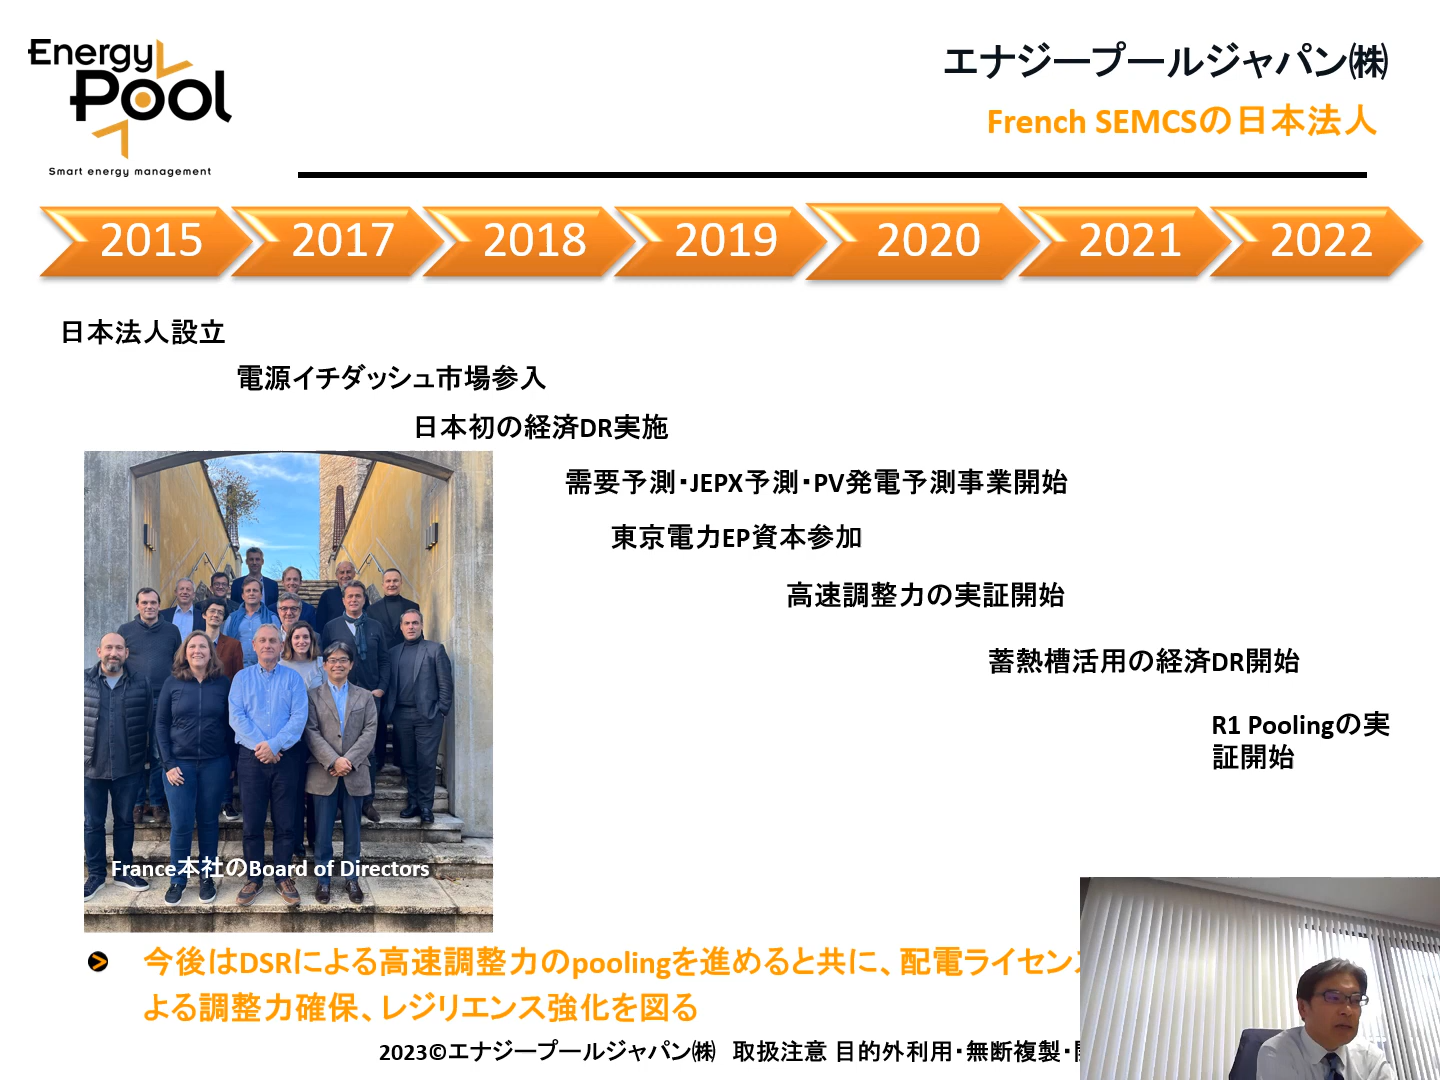 Energy
Pool
Smart energy management
エナジープールジャパン㈱
French SEMCSの日本法人
2015 2017 2018 2019 2020 2021 2022
日本法人設立
電源イチダッシュ市場参入
日本初の経済DR実施
需要予測・JEPX予測・PV発電予測事業開始
東京電力EP資本参加
高速調整力の実証開始
蓄熱槽活用の経済DR開始
R1 Poolingの実
証開始
France本社のBoard of Directors
今後はDSRによる高速調整力のpoolingを進めると共に、配電ライセン
よる調整力確保、レジリエンス強化を図る
2023©エナジープールジャパン㈱ 取扱注意 目的外利用・無断複製・